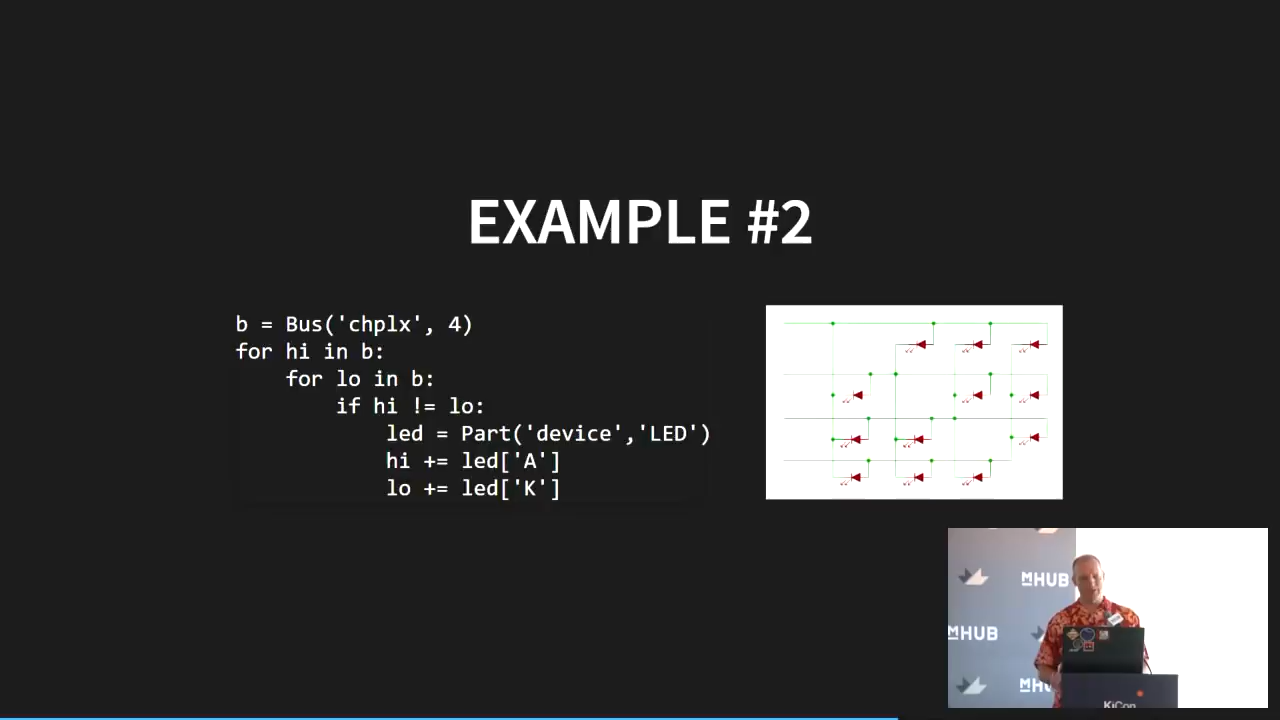 EXAMPLE #2
b = Bus('chplx', 4)
for hi in b:
    for lo in b:
        if hi != lo:
            led = Part('device','LED')
            hi += led['A']
            lo += led['K']
MHUB
MHUB
KiCon